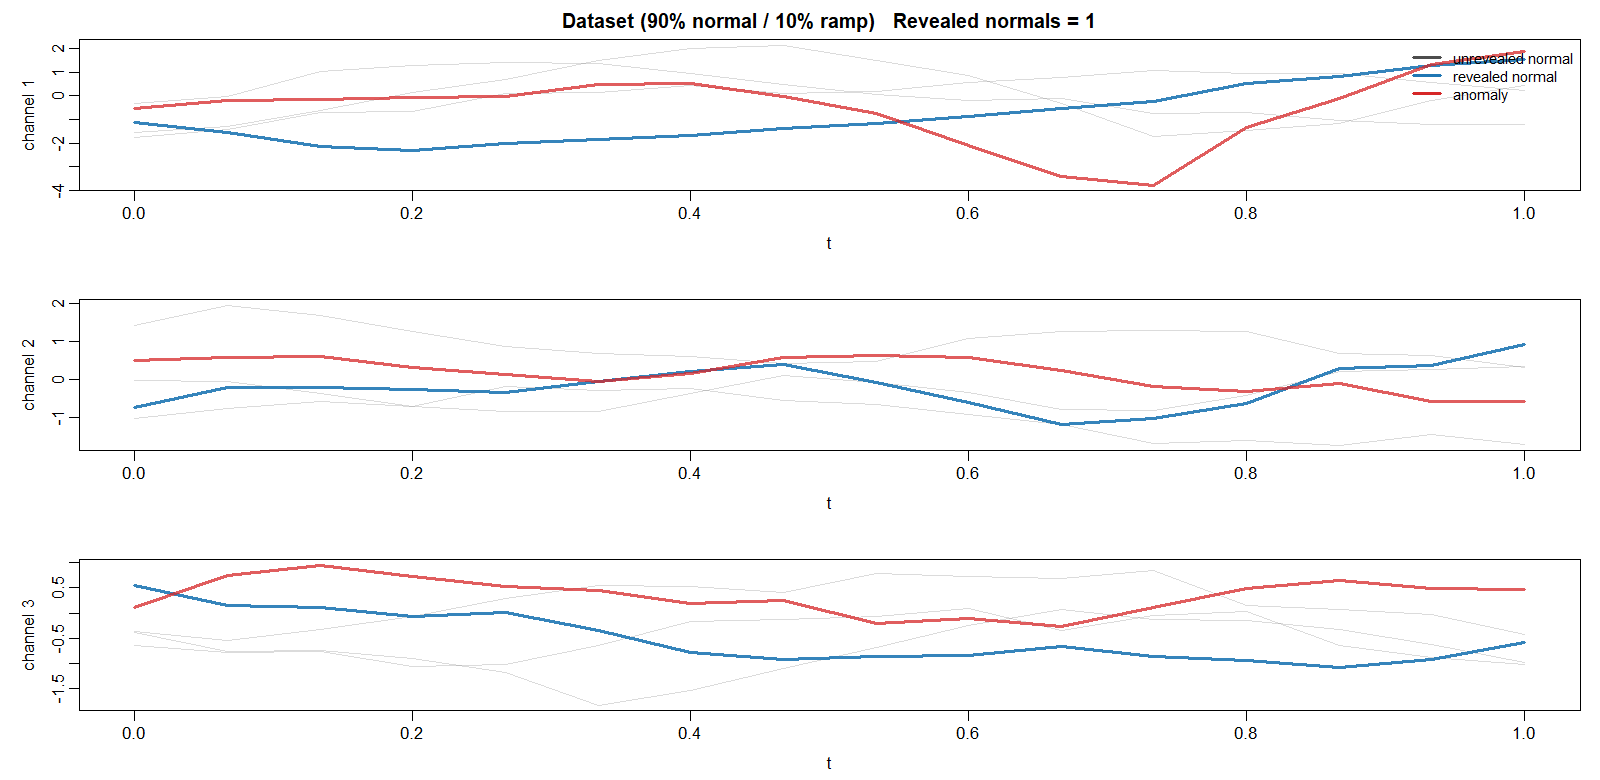 Dataset (90% normal / 10% ramp)   Revealed normals = 1
channel 1
2
1
0
-2
-4
unrevealed normal
revealed normal
anomaly
0.0 0.2 0.4 0.6 0.8 1.0
t
channel 2
2
1
0
-1
0.0 0.2 0.4 0.6 0.8 1.0
t
channel 3
0.5
-0.5
-1.5
0.0 0.2 0.4 0.6 0.8 1.0
t